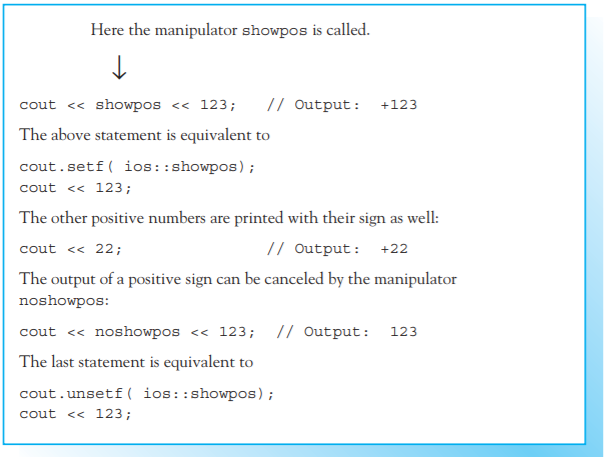 Here the manipulator showpos is called.
↓
cout << showpos << 123;   // Output:  +123
The above statement is equivalent to
cout.setf( ios::showpos);
cout << 123;
The other positive numbers are printed with their sign as well:
cout << 22;               // Output:  +22
The output of a positive sign can be canceled by the manipulator
noshowpos:
cout << noshowpos << 123;  // Output:  123
The last statement is equivalent to
cout.unsetf( ios::showpos);
cout << 123;